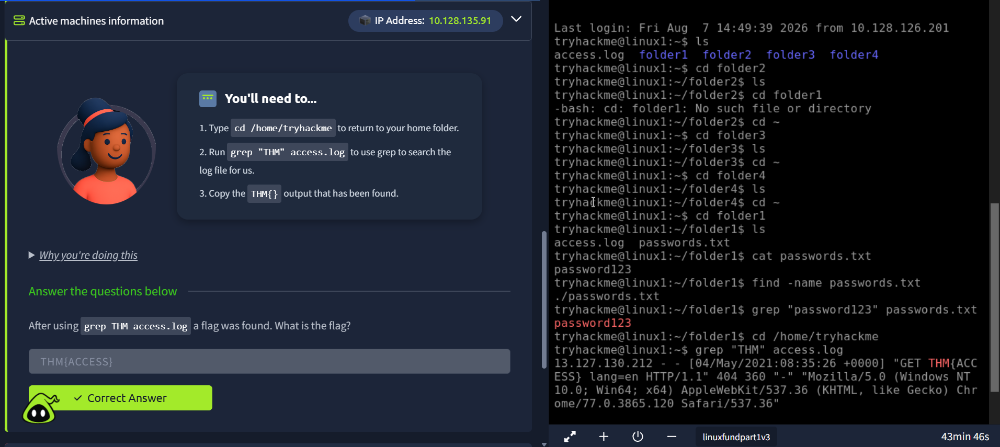 Active machines information
IP Address: 10.128.135.91
You'll need to...
1. Type cd /home/tryhackme to return to your home folder.
2. Run grep "THM" access.log to use grep to search the
log file for us.
3. Copy the THM{} output that has been found.
Why you're doing this
Answer the questions below
After using grep THM access.log a flag was found. What is the flag?
THM{ACCESS}
Correct Answer
Last login: Fri Aug  7 14:49:39 2026 from 10.128.126.201
tryhackme@linux1:~$ ls
access.log  folder1  folder2  folder3  folder4
tryhackme@linux1:~$ cd folder2
tryhackme@linux1:~/folder2$ ls
tryhackme@linux1:~/folder2$ cd folder1
-bash: cd: folder1: No such file or directory
tryhackme@linux1:~/folder2$ cd ~
tryhackme@linux1:~$ cd folder3
tryhackme@linux1:~/folder3$ ls
tryhackme@linux1:~/folder3$ cd ~
tryhackme@linux1:~$ cd folder4
tryhackme@linux1:~/folder4$ ls
tryhackme@linux1:~/folder4$ cd ~
tryhackme@linux1:~$ cd folder1
tryhackme@linux1:~/folder1$ ls
access.log  passwords.txt
tryhackme@linux1:~/folder1$ cat passwords.txt
password123
tryhackme@linux1:~/folder1$ find -name passwords.txt
./passwords.txt
tryhackme@linux1:~/folder1$ grep "password123" passwords.txt
password123
tryhackme@linux1:~/folder1$ cd /home/tryhackme
tryhackme@linux1:~$ grep "THM" access.log
13.127.130.212 - - [04/May/2021:08:35:26 +0000] "GET THM{ACC
ESS} lang=en HTTP/1.1" 404 360 "-" "Mozilla/5.0 (Windows NT
10.0; Win64; x64) AppleWebKit/537.36 (KHTML, like Gecko) Chr
ome/77.0.3865.120 Safari/537.36"
linuxfundpart1v3
43min 46s